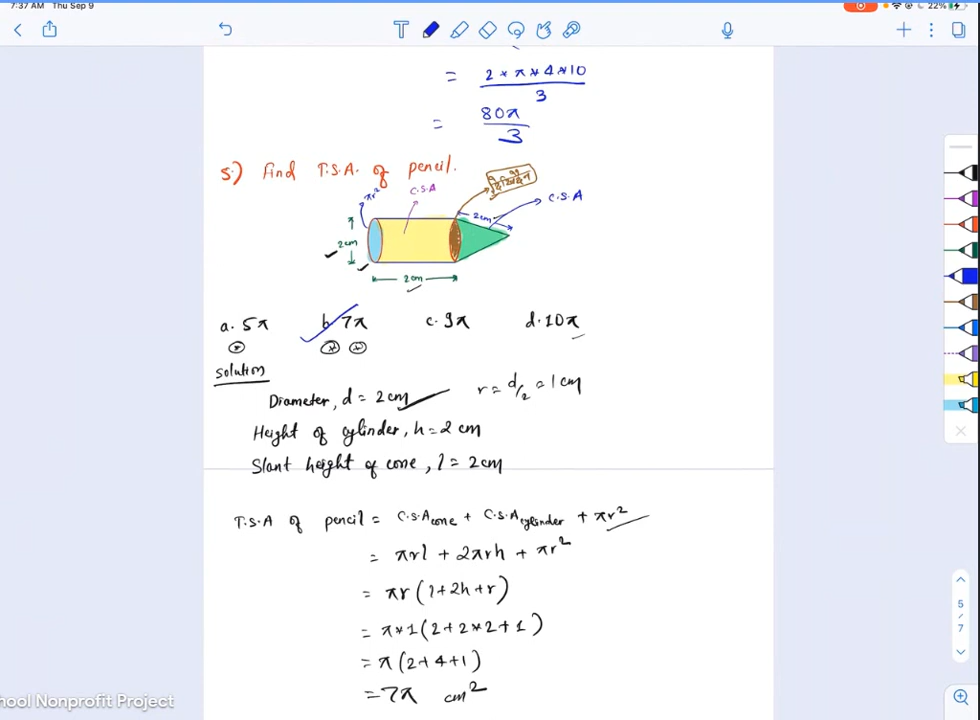 7:37 AM Thu Sep 9
22%
= 2 * π * 4 * 10
3
= 80π
3
5.) Find T.S.A. of pencil.
πr²
C.S.A
2cm
C.S.A
2cm
2cm
a. 5π b. 7π c. 9π d. 10π
Solution
Diameter, d = 2cm r = d/2 = 1 cm
Height of cylinder, h = 2 cm
Slant height of cone, l = 2cm
T.S.A of pencil = C.S.A cone + C.S.A cylinder + πr²
= πrl + 2πrh + πr²
= πr(l + 2h + r)
= π*1(2 + 2*2 + 1)
= π(2 + 4 + 1)
= 7π cm²
5
/
7
hool Nonprofit Project